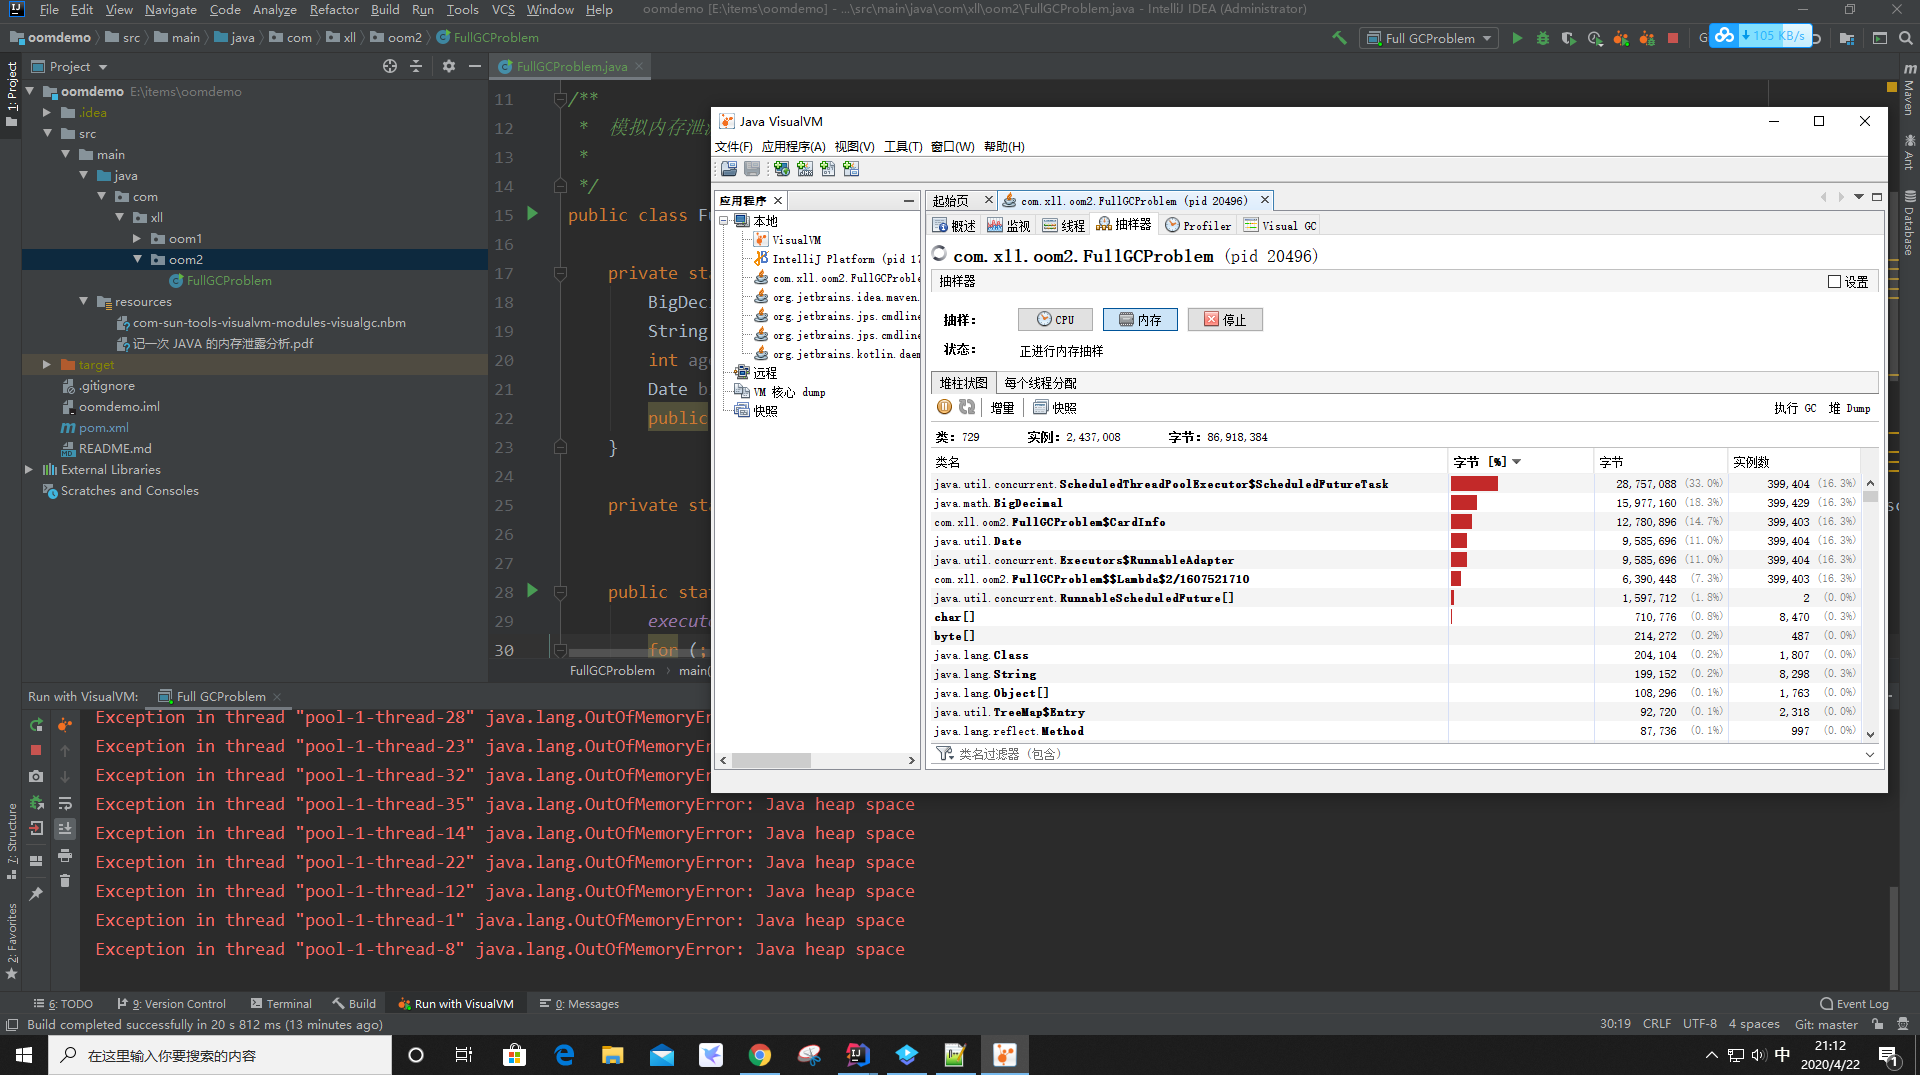 File Edit View Navigate Code Analyze Refactor Build Run Tools VCS Window Help oomdemo [E:\items\oomdemo] - ...\src\main\java\com\xll\oom2\FullGCProblem.java - IntelliJ IDEA (Administrator)
oomdemo src main java com xll oom2 FullGCProblem Full GCProblem 105 KB/s
Project FullGCProblem.java
1: Project
oomdemo E:\items\oomdemo
.idea
src
main
java
com
xll
oom1
oom2
FullGCProblem
resources
com-sun-tools-visualvm-modules-visualgc.nbm
记一次 JAVA 的内存泄露分析.pdf
target
.gitignore
oomdemo.iml
pom.xml
README.md
External Libraries
Scratches and Consoles
11 /**
12 * 模拟内存泄
13 *
14 */
15 public class Fu
16
17 private sta
18 BigDeci
19 String
20 int age
21 Date b
22 public
23 }
24
25 private sta
26
27
28 public stat
29 execute
30 for (;
FullGCProblem main(
Maven
Ant
Database
Java VisualVM
文件(F) 应用程序(A) 视图(V) 工具(T) 窗口(W) 帮助(H)
应用程序
本地
VisualVM
IntelliJ Platform (pid 17
com.xll.oom2.FullGCProble
org.jetbrains.idea.maven.
org.jetbrains.jps.cmdline
org.jetbrains.jps.cmdline
org.jetbrains.kotlin.daem
远程
VM 核心 dump
快照
起始页 com.xll.oom2.FullGCProblem (pid 20496)
概述 监视 线程 抽样器 Profiler Visual GC
com.xll.oom2.FullGCProblem (pid 20496)
抽样器 设置
抽样: CPU 内存 停止
状态: 正进行内存抽样
堆柱状图 每个线程分配
增量 快照 执行 GC 堆 Dump
类: 729 实例: 2,437,008 字节: 86,918,384
类名 字节 [%] 字节 实例数
java.util.concurrent.ScheduledThreadPoolExecutor$ScheduledFutureTask 28,757,088 (33.0%) 399,404 (16.3%)
java.math.BigDecimal 15,977,160 (18.3%) 399,429 (16.3%)
com.xll.oom2.FullGCProblem$CardInfo 12,780,896 (14.7%) 399,403 (16.3%)
java.util.Date 9,585,696 (11.0%) 399,404 (16.3%)
java.util.concurrent.Executors$RunnableAdapter 9,585,696 (11.0%) 399,404 (16.3%)
com.xll.oom2.FullGCProblem$$Lambda$2/1607521710 6,390,448 (7.3%) 399,403 (16.3%)
java.util.concurrent.RunnableScheduledFuture[] 1,597,712 (1.8%) 2 (0.0%)
char[] 710,776 (0.8%) 8,470 (0.3%)
byte[] 214,272 (0.2%) 487 (0.0%)
java.lang.Class 204,104 (0.2%) 1,807 (0.0%)
java.lang.String 199,152 (0.2%) 8,298 (0.3%)
java.lang.Object[] 108,296 (0.1%) 1,763 (0.0%)
java.util.TreeMap$Entry 92,720 (0.1%) 2,318 (0.0%)
java.lang.reflect.Method 87,736 (0.1%) 997 (0.0%)
类名过滤器 (包含)
Run with VisualVM: Full GCProblem
Exception in thread "pool-1-thread-28" java.lang.OutOfMemoryEr
Exception in thread "pool-1-thread-23" java.lang.OutOfMemoryEr
Exception in thread "pool-1-thread-32" java.lang.OutOfMemoryEr
Exception in thread "pool-1-thread-35" java.lang.OutOfMemoryError: Java heap space
Exception in thread "pool-1-thread-14" java.lang.OutOfMemoryError: Java heap space
Exception in thread "pool-1-thread-22" java.lang.OutOfMemoryError: Java heap space
Exception in thread "pool-1-thread-12" java.lang.OutOfMemoryError: Java heap space
Exception in thread "pool-1-thread-1" java.lang.OutOfMemoryError: Java heap space
Exception in thread "pool-1-thread-8" java.lang.OutOfMemoryError: Java heap space
7: Structure
2: Favorites
6: TODO 9: Version Control Terminal Build Run with VisualVM 0: Messages Event Log
Build completed successfully in 20 s 812 ms (13 minutes ago) 30:19 CRLF UTF-8 4 spaces Git: master
在这里输入你要搜索的内容 中 21:12
2020/4/22
1